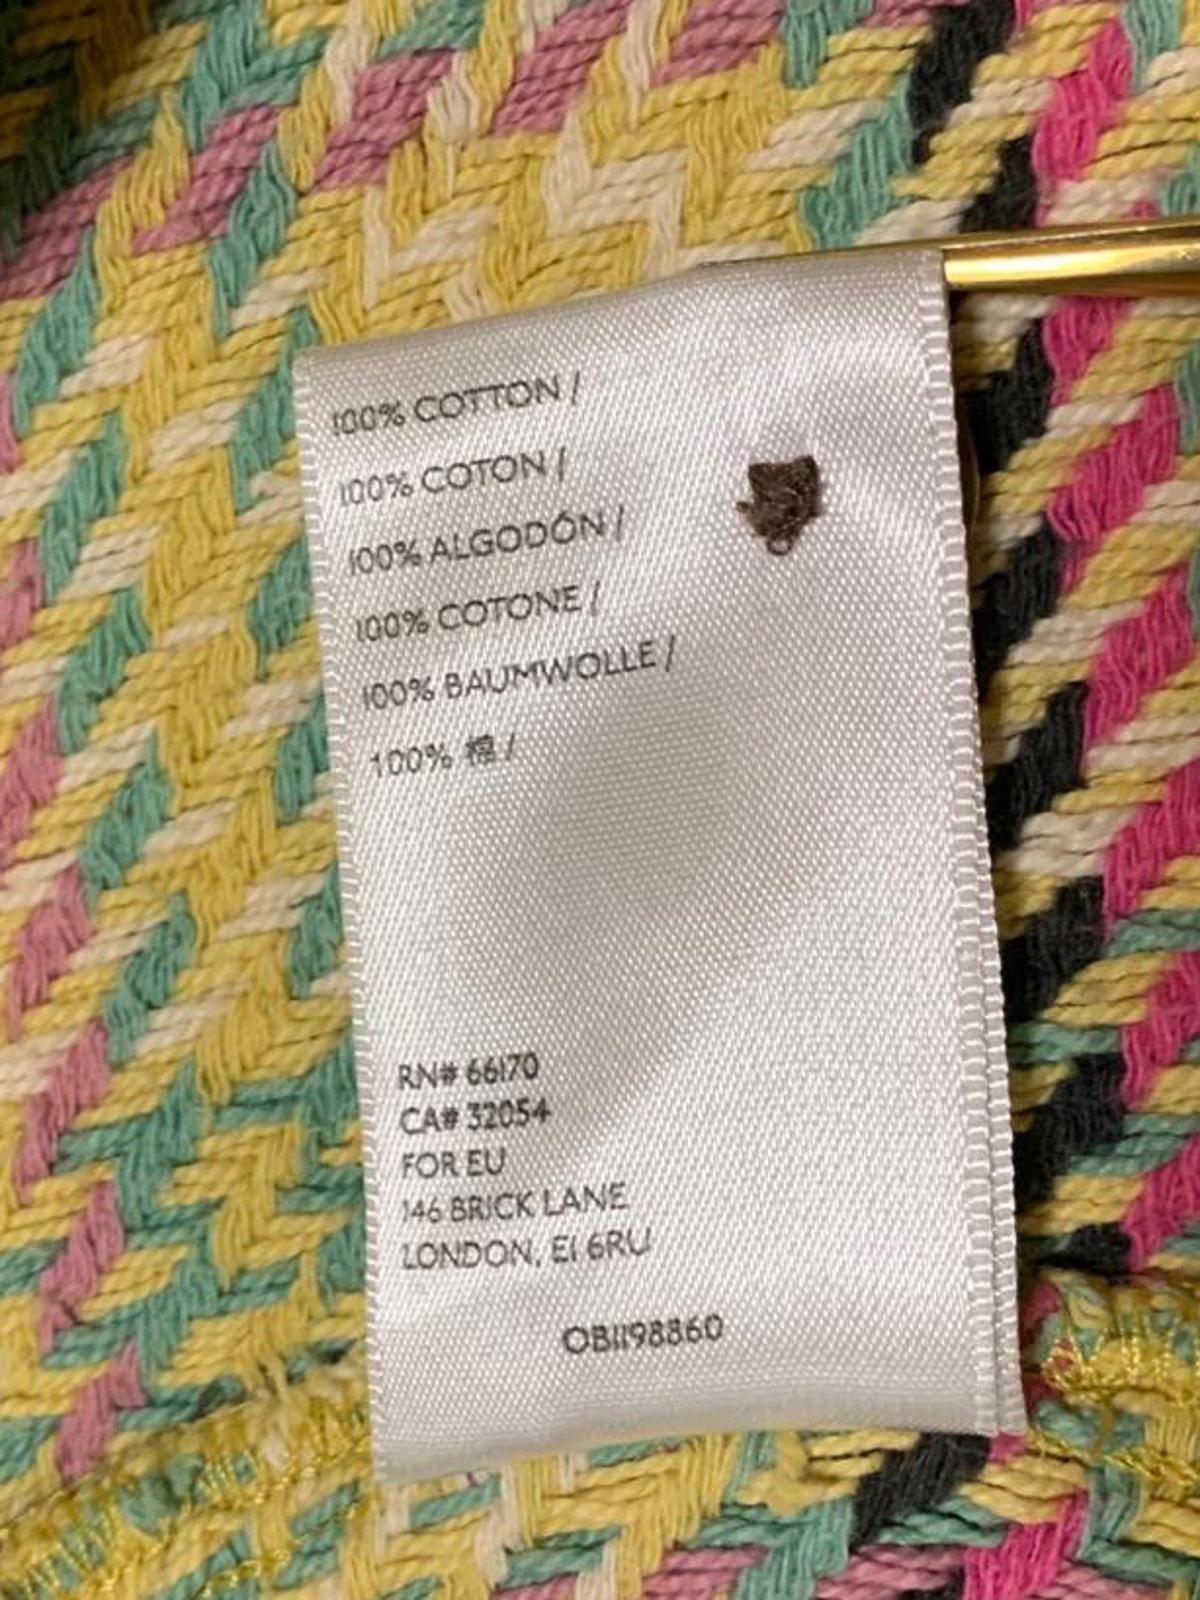 100% COTTON /
100% COTON /
100% ALGODÓN /
100% COTONE /
100% BAUMWOLLE /
100% 棉 /
RN# 66170
CA# 32054
FOR EU
146 BRICK LANE
LONDON, E1 6RU
OB1198860